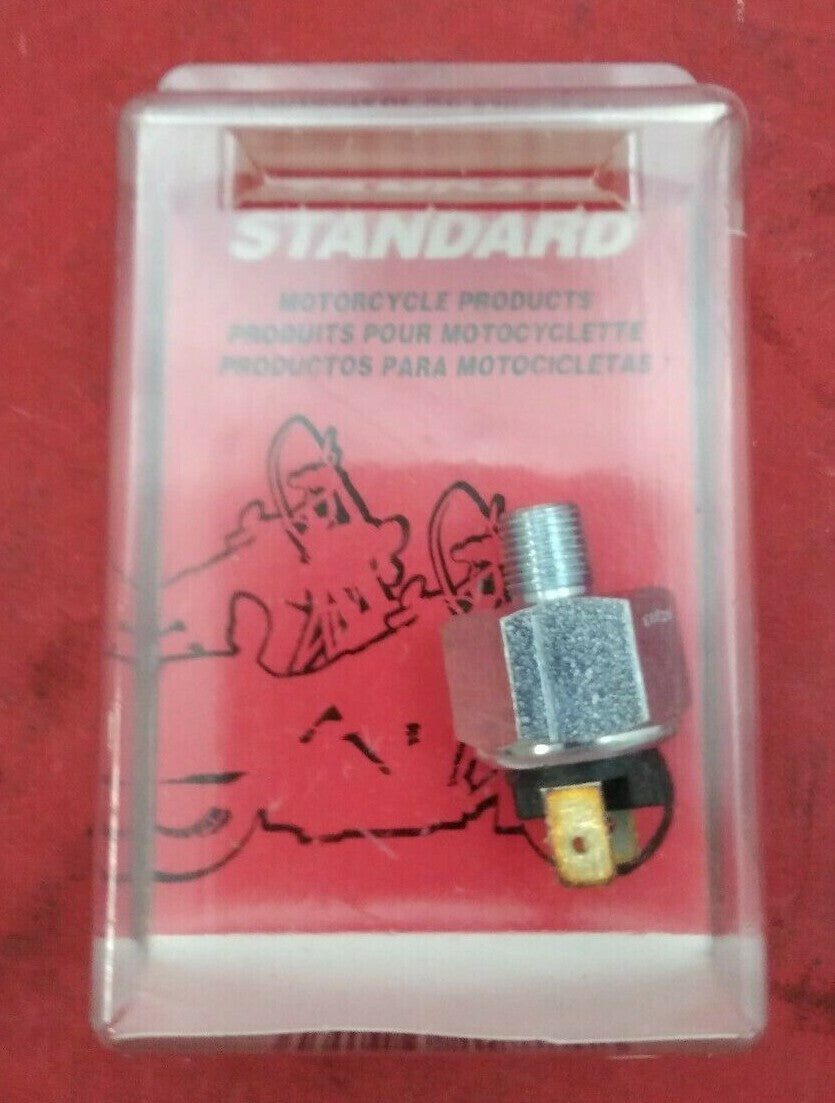 STANDARD
MOTORCYCLE PRODUCTS
PRODUITS POUR MOTOCYCLETTE
PRODUCTOS PARA MOTOCICLETAS